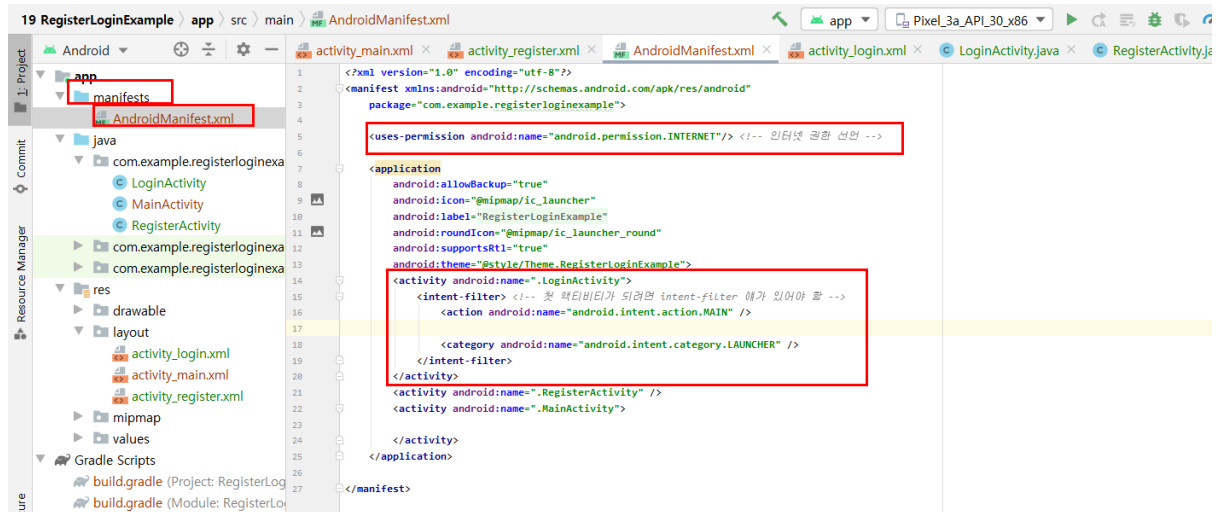 19 RegisterLoginExample 〉 app 〉 src 〉 main 〉 AndroidManifest.xml
app
Pixel_3a_API_30_x86
Android
activity_main.xml
activity_register.xml
AndroidManifest.xml
activity_login.xml
LoginActivity.java
RegisterActivity.ja
1: Project
Commit
Resource Manager
ure
app
manifests
AndroidManifest.xml
java
com.example.registerloginexa
LoginActivity
MainActivity
RegisterActivity
com.example.registerloginexa
com.example.registerloginexa
res
drawable
layout
activity_login.xml
activity_main.xml
activity_register.xml
mipmap
values
Gradle Scripts
build.gradle (Project: RegisterLog
build.gradle (Module: RegisterLo
1 <?xml version="1.0" encoding="utf-8"?>
2 <manifest xmlns:android="http://schemas.android.com/apk/res/android"
3 package="com.example.registerloginexample">
4
5 <uses-permission android:name="android.permission.INTERNET"/> <!-- 인터넷 권한 선언 -->
6
7 <application
8 android:allowBackup="true"
9 android:icon="@mipmap/ic_launcher"
10 android:label="RegisterLoginExample"
11 android:roundIcon="@mipmap/ic_launcher_round"
12 android:supportsRtl="true"
13 android:theme="@style/Theme.RegisterLoginExample">
14 <activity android:name=".LoginActivity">
15 <intent-filter> <!-- 첫 액티비티가 되려면 intent-filter 얘가 있어야 함 -->
16 <action android:name="android.intent.action.MAIN" />
17
18 <category android:name="android.intent.category.LAUNCHER" />
19 </intent-filter>
20 </activity>
21 <activity android:name=".RegisterActivity" />
22 <activity android:name=".MainActivity">
23
24 </activity>
25 </application>
26
27 </manifest>